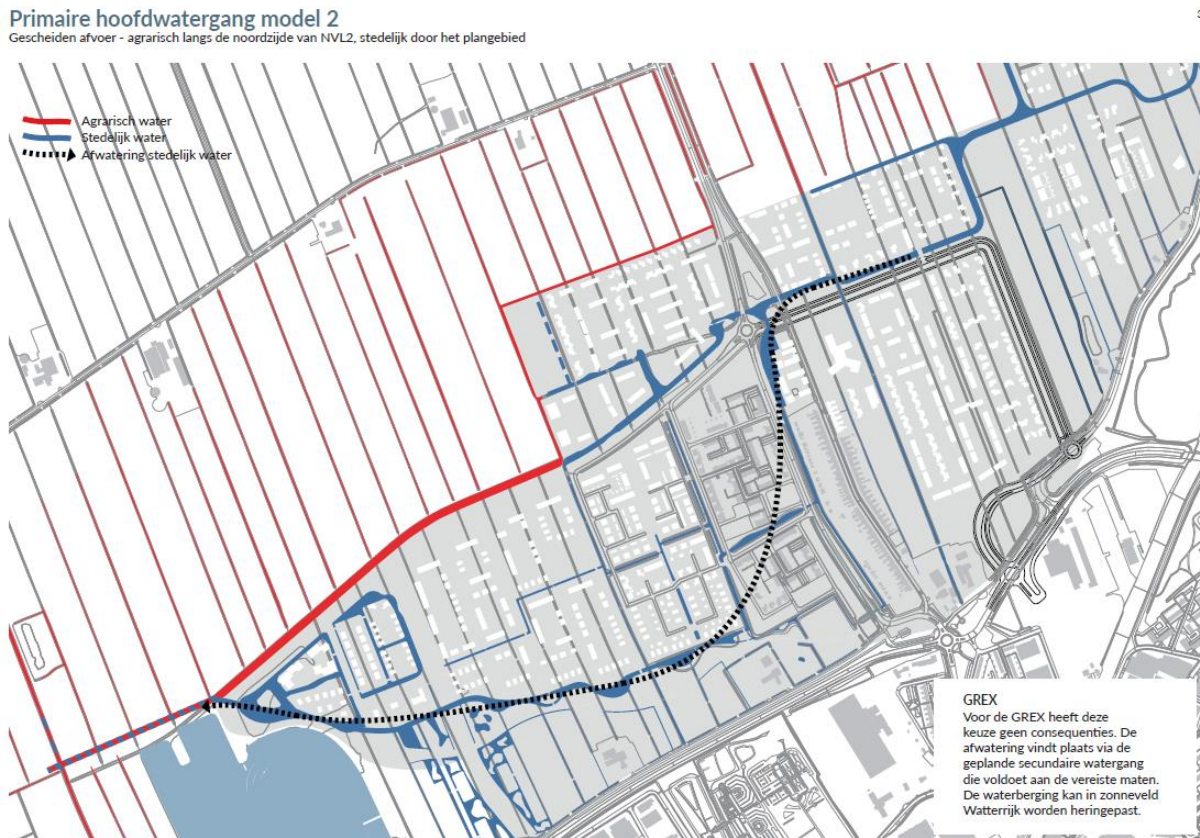 Primaire hoofdwatergang model 2
Gescheiden afvoer - agrarisch langs de noordzijde van NVL2, stedelijk door het plangebied
Agrarisch water
Stedelijk water
Afwatering stedelijk water
GREX
Voor de GREX heeft deze
keuze geen consequenties. De
afwatering vindt plaats via de
geplande secundaire watergang
die voldoet aan de vereiste maten.
De waterberging kan in zonneveld
Watterrijk worden heringepast.